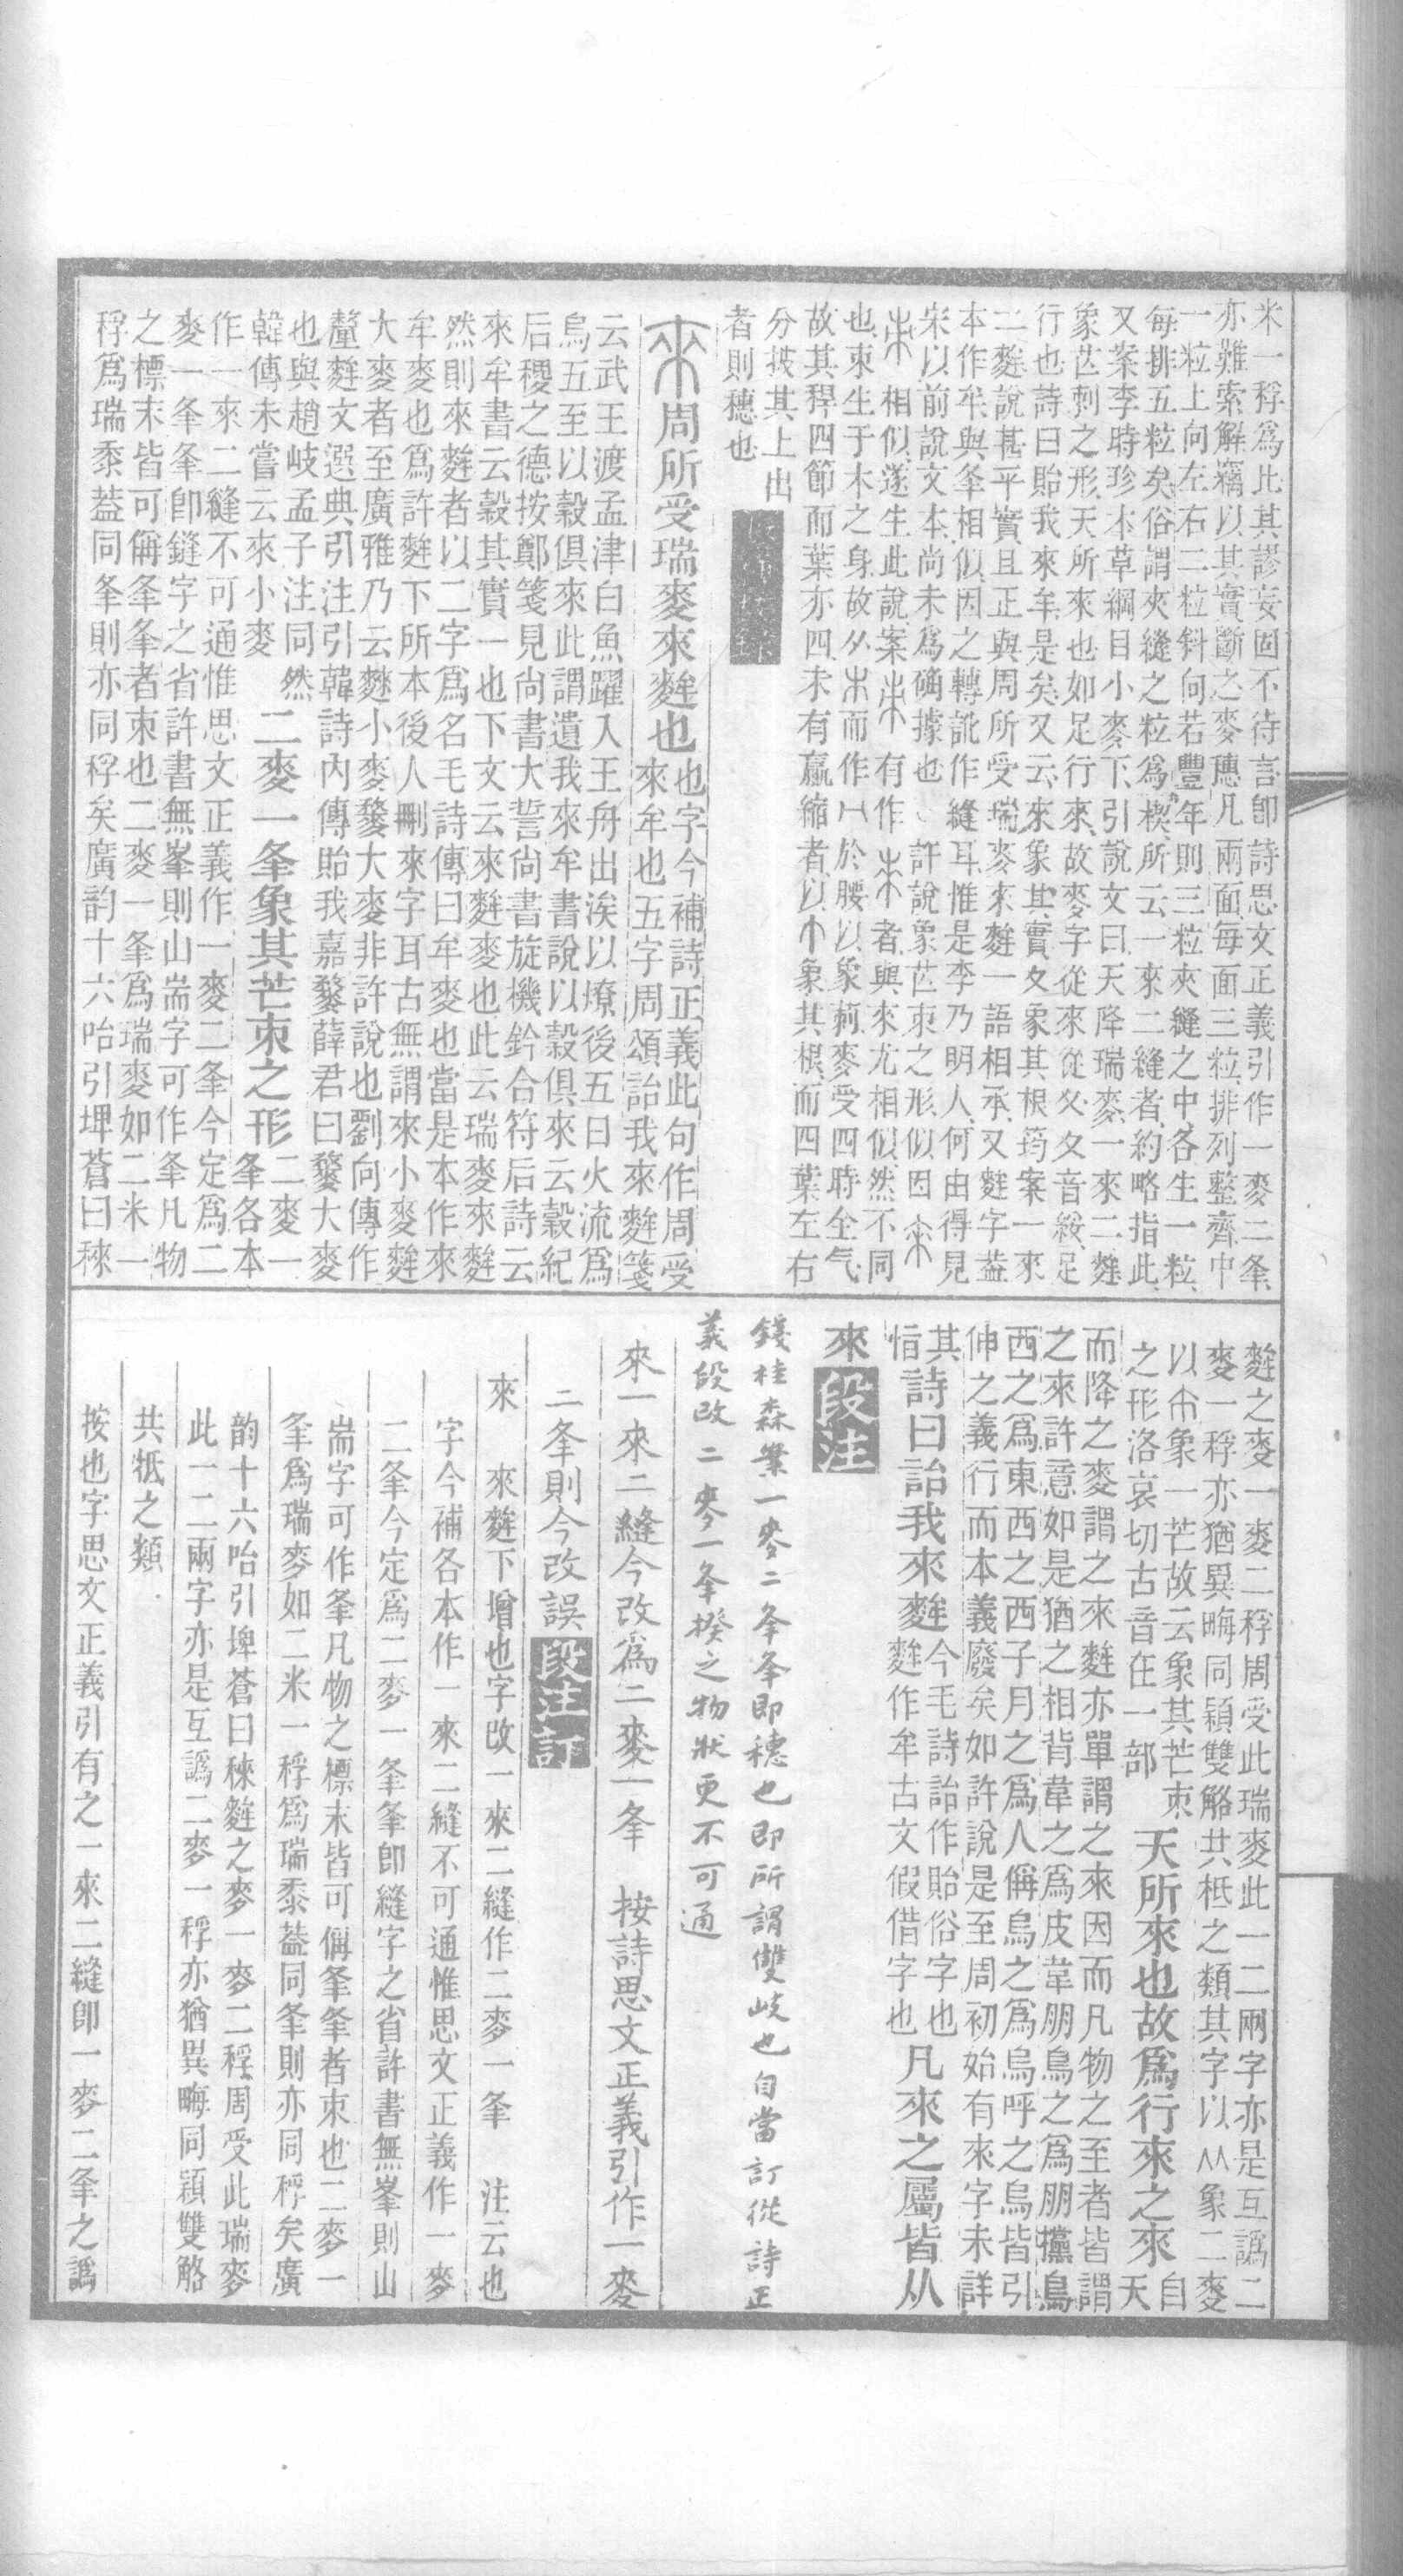 米一稃爲比其謬妄固不待言卽詩思文正義引作一麥二夆
亦難索解竊以其實斷之麥穗凡兩面每面三粒排列整齊中
一粒上向左右二粒斜向若豐年則三粒夾縫之中各生一粒
每排五粒矣俗謂夾縫之粒爲楔所云一來二縫者約略指此
又案李時珍本草綱目小麥下引說文曰天降瑞麥一來二麰
象芒刺之形天所來也如足行來故麥字從來從夊夊音綏足
行也詩曰貽我來牟是矣又云來象其實夊象其根筠案一來
二麰說甚平實且正與周所受瑞麥來麰一語相承又麰字蓋
本作牟與夆相似因之轉訛作縫耳惟是李乃明人何由得見
宋以前說文本尚未爲确據也許說象芒朿之形似因
相似遂生此說案有作者與來尤相似然不同
也朿生于木之身故从而作於腰以象莿麥受四時全气
故其稈四節而葉亦四未有贏縮者以象其根而四葉左右
分披其上出
者則穗也
周所受瑞麥來麰也
也字今補詩正義此句作周受
來牟也五字周頌詒我來麰箋
云武王渡孟津白魚躍入王舟出涘以燎後五日火流爲
烏五至以穀俱來此謂遺我來牟書說以穀俱來云穀紀
后稷之德按鄭箋見尚書大誓尚書旋機鈐合符后詩云
來牟書云穀其實一也下文云來麰麥也此云瑞麥來麰
然則來麰者以二字爲名毛詩傳曰牟麥也當是本作來
牟麥也爲許麰下所本後人刪來字耳古無謂來小麥麰
大麥者至廣雅乃云麳小麥䵆大麥非許說也劉向傳作
釐麰文選典引注引韓詩內傳貽我嘉䵆薛君曰䵆大麥
也與趙岐孟子注同然
韓傳未嘗云來小麥
二麥一夆象其芒朿之形
二麥一
夆各本
作一來二縫不可通惟思文正義作一麥二夆今定爲二
麥一夆夆卽鏠字之省許書無峯則山耑字可作夆凡物
之標末皆可偁夆夆者朿也二麥一夆爲瑞麥如二米一
稃爲瑞黍葢同夆則亦同稃矣廣韵十六咍引埤蒼曰䅘
麰之麥一麥二稃周受此瑞麥此一二兩字亦是互譌二
麥一稃亦猶異畮同穎雙觡共柢之類其字以从象二麥
以象一芒故云象其芒朿
之形洛哀切古音在一部
天所來也故爲行來之來
自
天
而降之麥謂之來麰亦單謂之來因而凡物之至者皆謂
之來許意如是猶之相背韋之爲皮韋朋鳥之爲朋攩鳥
西之爲東西之西子月之爲人偁烏之爲烏呼之烏皆引
伸之義行而本義廢矣如許說是至周初始有來字未詳
其
恉
詩曰詒我來麰
今毛詩詒作貽俗字也
麰作牟古文假借字也
凡來之屬皆从
來 段注
錢桂森案一麥二夆夆即穗也即所謂雙岐也自當訂從詩正
義段改二麥一夆揆之物狀更不可通
來一來二縫今改爲二麥一夆　按詩思文正義引作一麥
二夆則今改誤 段注訂
來　來麰下增也字改一來二縫作二麥一夆　注云也
字今補各本作一來二縫不可通惟思文正義作一麥
二夆今定爲二麥一夆夆卽縫字之省許書無峯則山
耑字可作夆凡物之標末皆可偁夆夆者朿也二麥一
夆爲瑞麥如二米一稃爲瑞黍葢同夆則亦同稃矣廣
韵十六咍引埤蒼曰䅘麰之麥一麥二稃周受此瑞麥
此一二兩字亦是互譌二麥一稃亦猶異畮同穎雙觡
共柢之類
按也字思文正義引有之一來二縫卽一麥二夆之譌